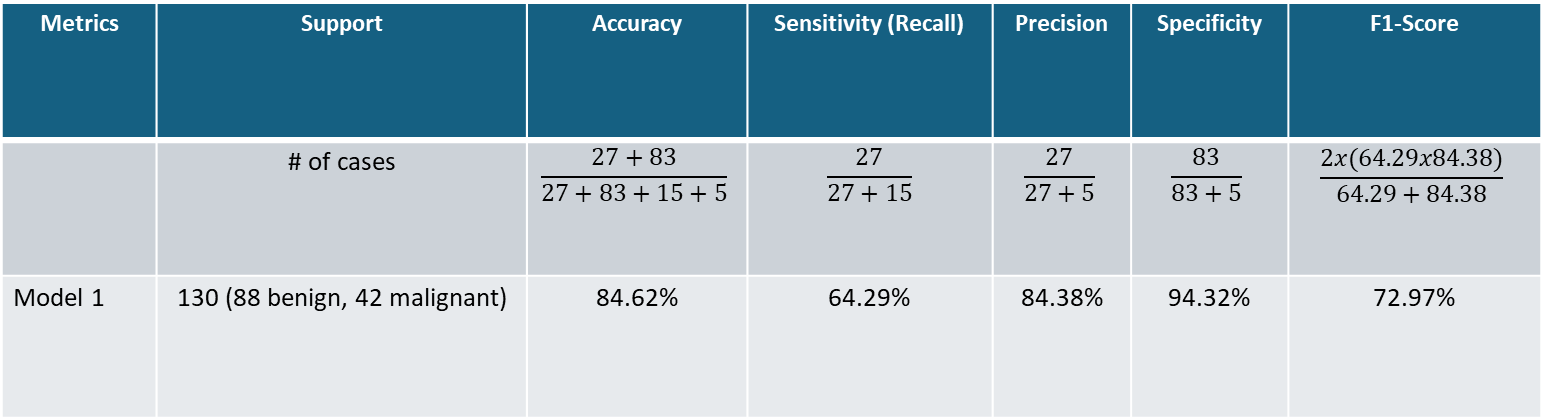 Metrics Support Accuracy Sensitivity (Recall) Precision Specificity F1-Score
# of cases 27 + 83 / 27 + 83 + 15 + 5 27 / 27 + 15 27 / 27 + 5 83 / 83 + 5 2x(64.29x84.38) / 64.29 + 84.38
Model 1 130 (88 benign, 42 malignant) 84.62% 64.29% 84.38% 94.32% 72.97%